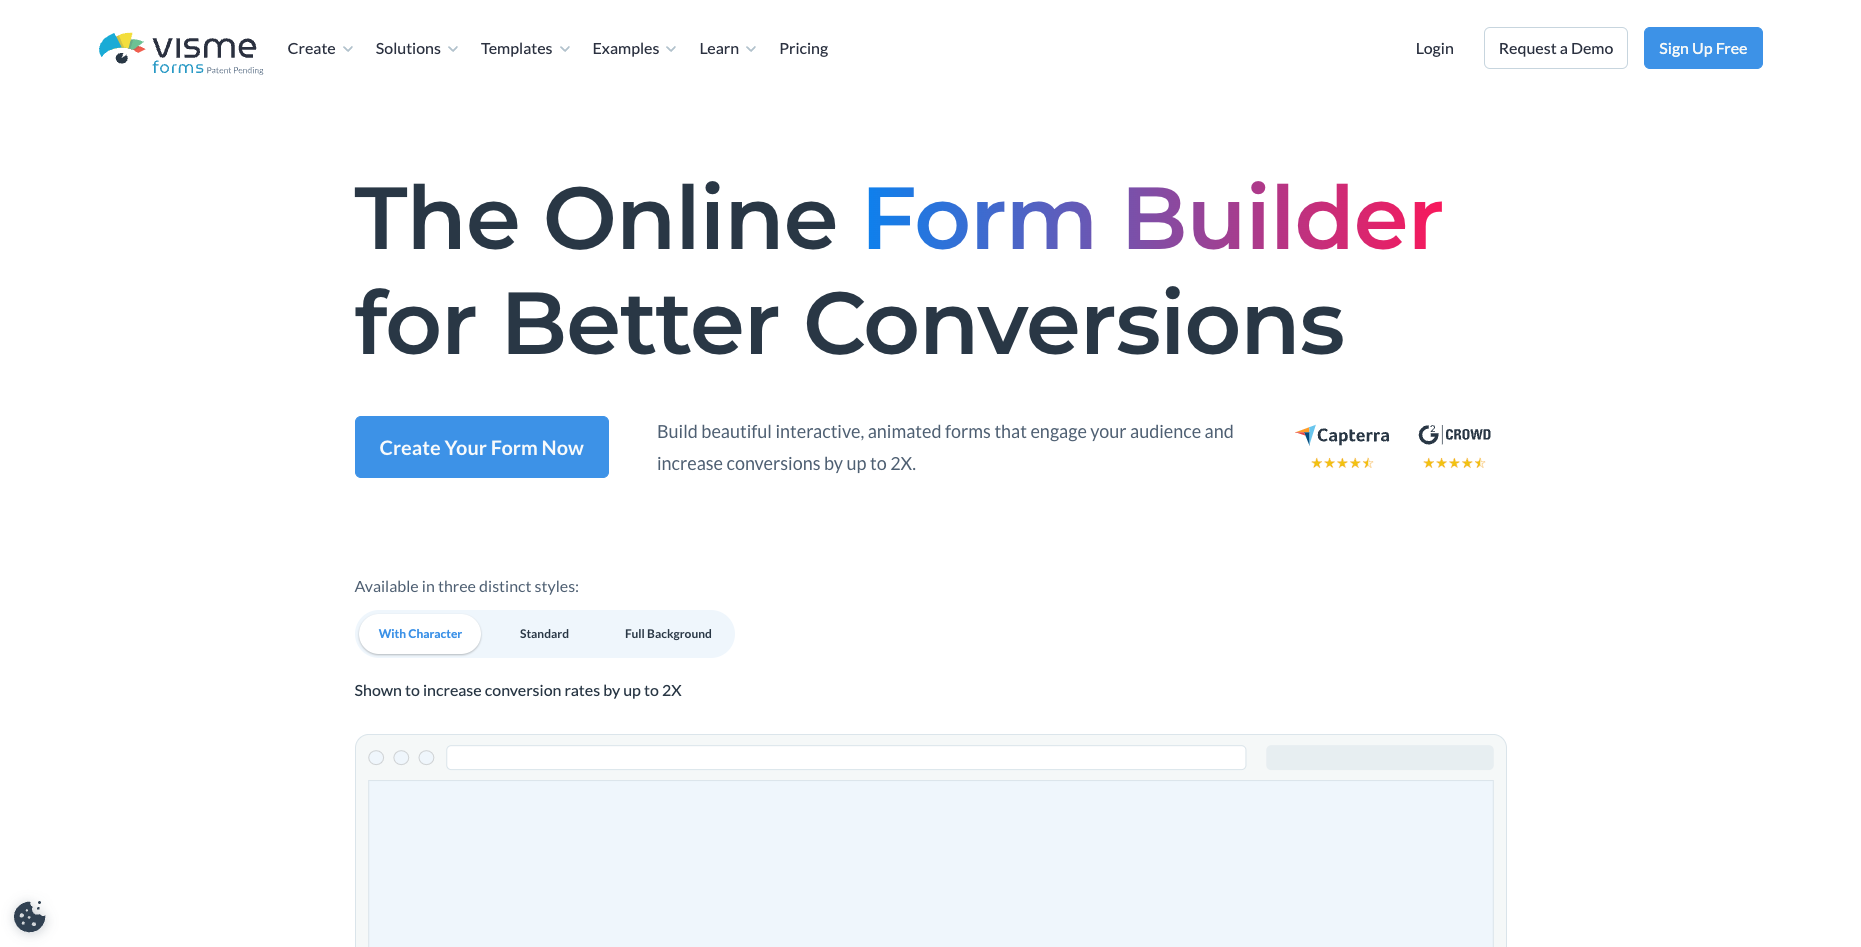 visme
forms Patent Pending
Create
Solutions
Templates
Examples
Learn
Pricing
Login
Request a Demo
Sign Up Free
The Online Form Builder
for Better Conversions
Create Your Form Now
Build beautiful interactive, animated forms that engage your audience and
increase conversions by up to 2X.
Capterra
G2 | CROWD
Available in three distinct styles:
With Character
Standard
Full Background
Shown to increase conversion rates by up to 2X